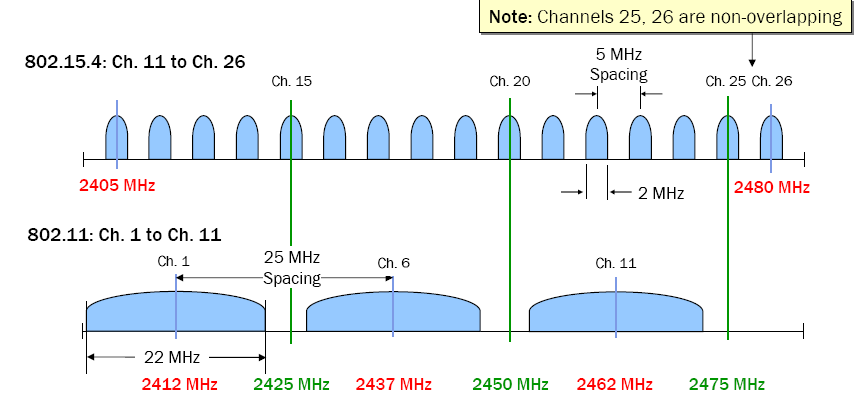 Note: Channels 25, 26 are non-overlapping
802.15.4: Ch. 11 to Ch. 26
5 MHz
Spacing
Ch. 15
Ch. 20
Ch. 25 Ch. 26
2405 MHz
2 MHz
2480 MHz
802.11: Ch. 1 to Ch. 11
Ch. 1
25 MHz
Spacing
Ch. 6
Ch. 11
22 MHz
2412 MHz
2425 MHz
2437 MHz
2450 MHz
2462 MHz
2475 MHz